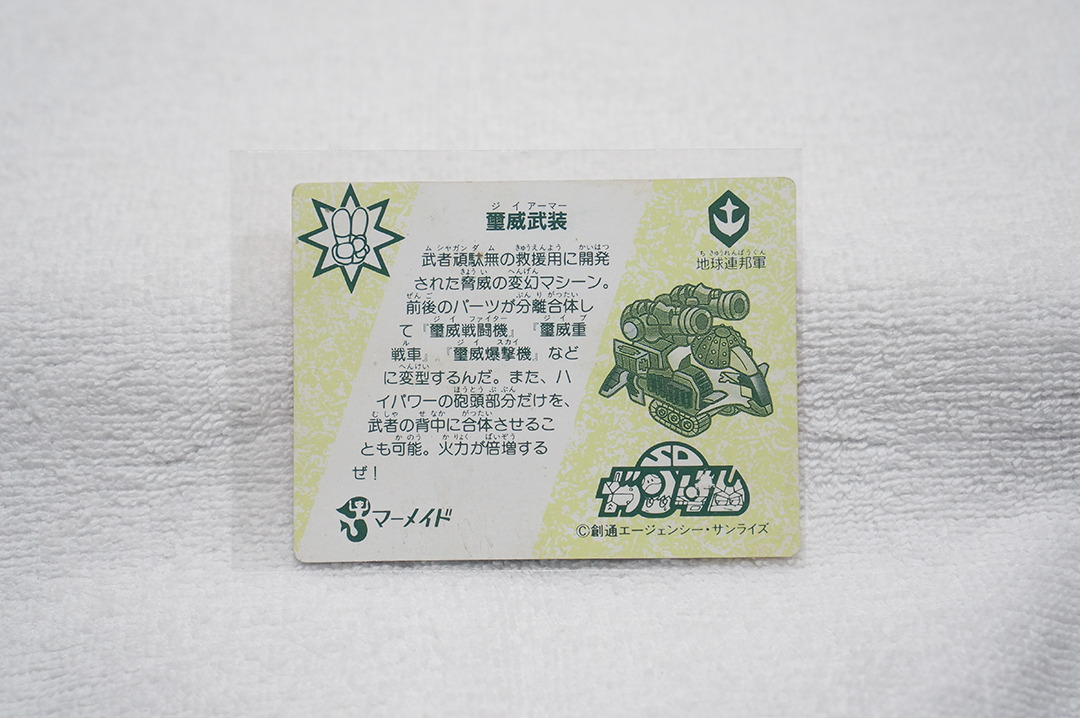 ジイアーマー
璽威武装
ムシャガンダム きゅうえんよう かいはつ
武者頑駄無の救援用に開発
きょうい へんげん
された脅威の変幻マシーン。
ぜんご ぶんりがったい
前後のパーツが分離合体し
ジイ ファイター ジイブ
て『璽威戦闘機』『璽威重
ル ジイ スカイ
戦車』『璽威爆撃機』など
へんけい
に変型するんだ。また、ハ
ほうとうぶぶん
イパワーの砲頭部分だけを、
むしゃ せなか がったい
武者の背中に合体させるこ
かのう かりょく ばいぞう
とも可能。火力が倍増する
ぜ!
マーメイド
ちきゅうれんぽうぐん
地球連邦軍
SD
ガンけん
©創通エージェンシー・サンライズ